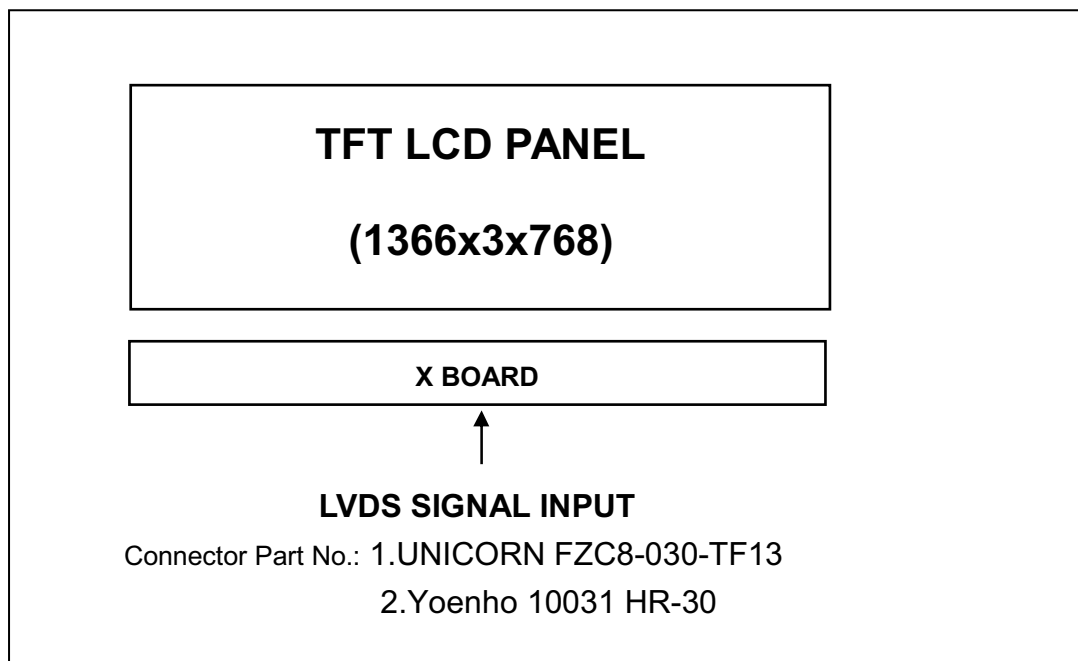 TFT LCD PANEL
(1366x3x768)
X BOARD
LVDS SIGNAL INPUT
Connector Part No.: 1.UNICORN FZC8-030-TF13
2.Yoenho 10031 HR-30